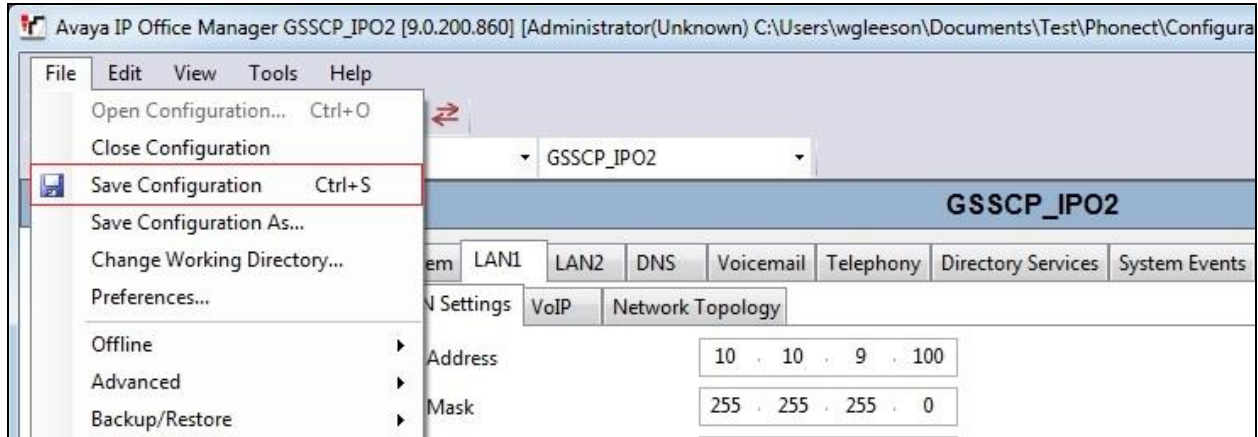 Avaya IP Office Manager GSSCP_IPO2 [9.0.200.860] [Administrator(Unknown) C:\Users\wgleeson\Documents\Test\Phonect\Configura
File Edit View Tools Help
Open Configuration... Ctrl+O
Close Configuration
GSSCP_IPO2
Save Configuration Ctrl+S
GSSCP_IPO2
Save Configuration As...
Change Working Directory...
em LAN1 LAN2 DNS Voicemail Telephony Directory Services System Events
Preferences...
N Settings VoIP Network Topology
Offline
Address 10 . 10 . 9 . 100
Advanced
Mask 255 . 255 . 255 . 0
Backup/Restore